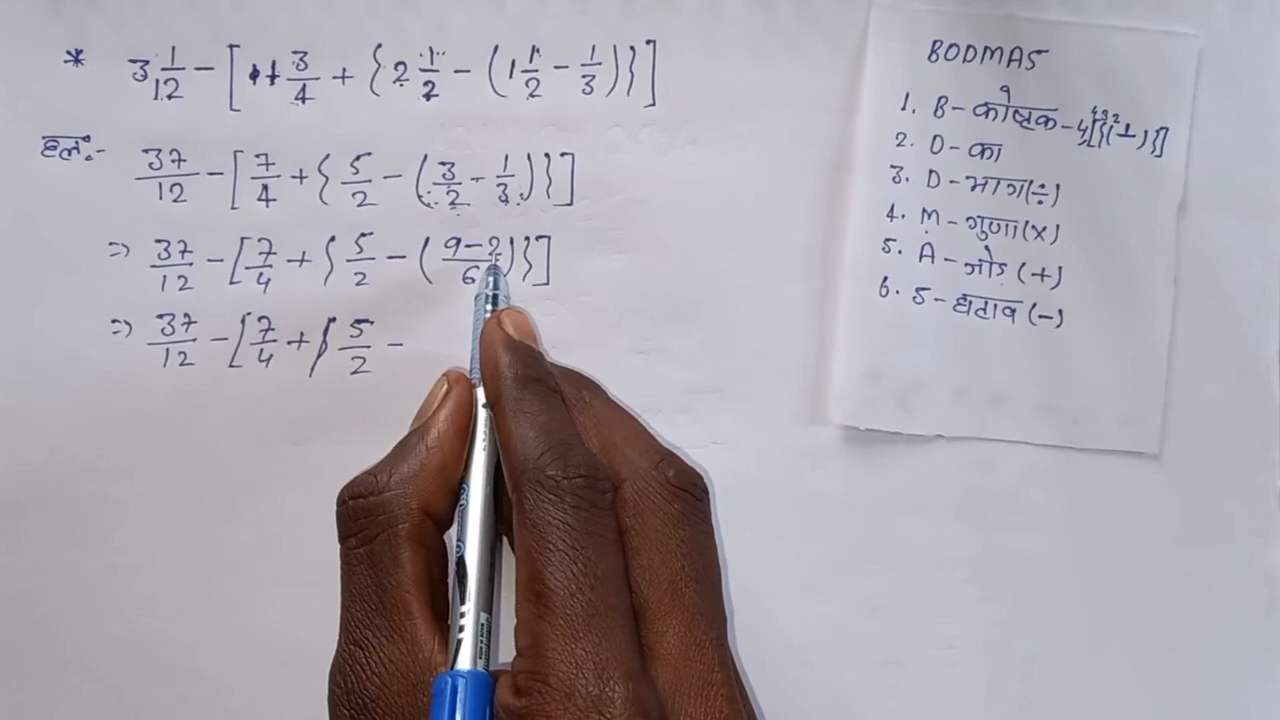 * 3 1/12 - [1 3/4 + {2 1/2 - (1 1/2 - 1/3)}]
हल:-
37/12 - [7/4 + {5/2 - (3/2 - 1/3)}]
⇒ 37/12 - [7/4 + {5/2 - (9-2/6)}]
⇒ 37/12 - [7/4 + {5/2 -
BODMAS
1. B - कोष्टक - 4[{(-)}]
2. O - का
3. D - भाग (÷)
4. M - गुणा (×)
5. A - जोड़ (+)
6. S - घटाव (-)